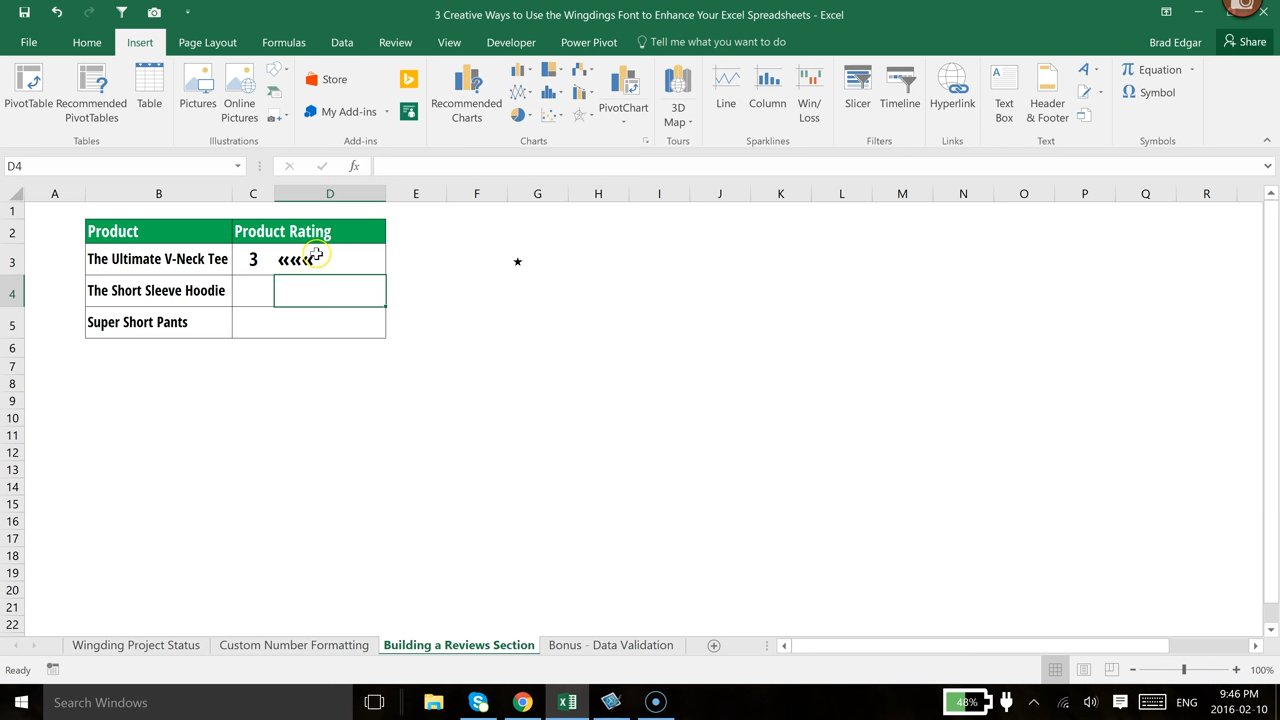 3 Creative Ways to Use the Wingdings Font to Enhance Your Excel Spreadsheets - Excel
File Home Insert Page Layout Formulas Data Review View Developer Power Pivot Tell me what you want to do Brad Edgar Share
PivotTable Recommended PivotTables Table Pictures Online Pictures Store My Add-ins Recommended Charts PivotChart 3D Map Line Column Win/Loss Slicer Timeline Hyperlink Text Box Header & Footer Equation Symbol
Tables Illustrations Add-ins Charts Tours Sparklines Filters Links Text Symbols
D4 fx
A B C D E F G H I J K L M N O P Q R
1
2 Product Product Rating
3 The Ultimate V-Neck Tee 3 ««« ★
4 The Short Sleeve Hoodie
5 Super Short Pants
6
7
8
9
10
11
12
13
14
15
16
17
18
19
20
21
22
Wingding Project Status Custom Number Formatting Building a Reviews Section Bonus - Data Validation
Ready 100%
Search Windows 48% ENG 9:46 PM
2016-02-10